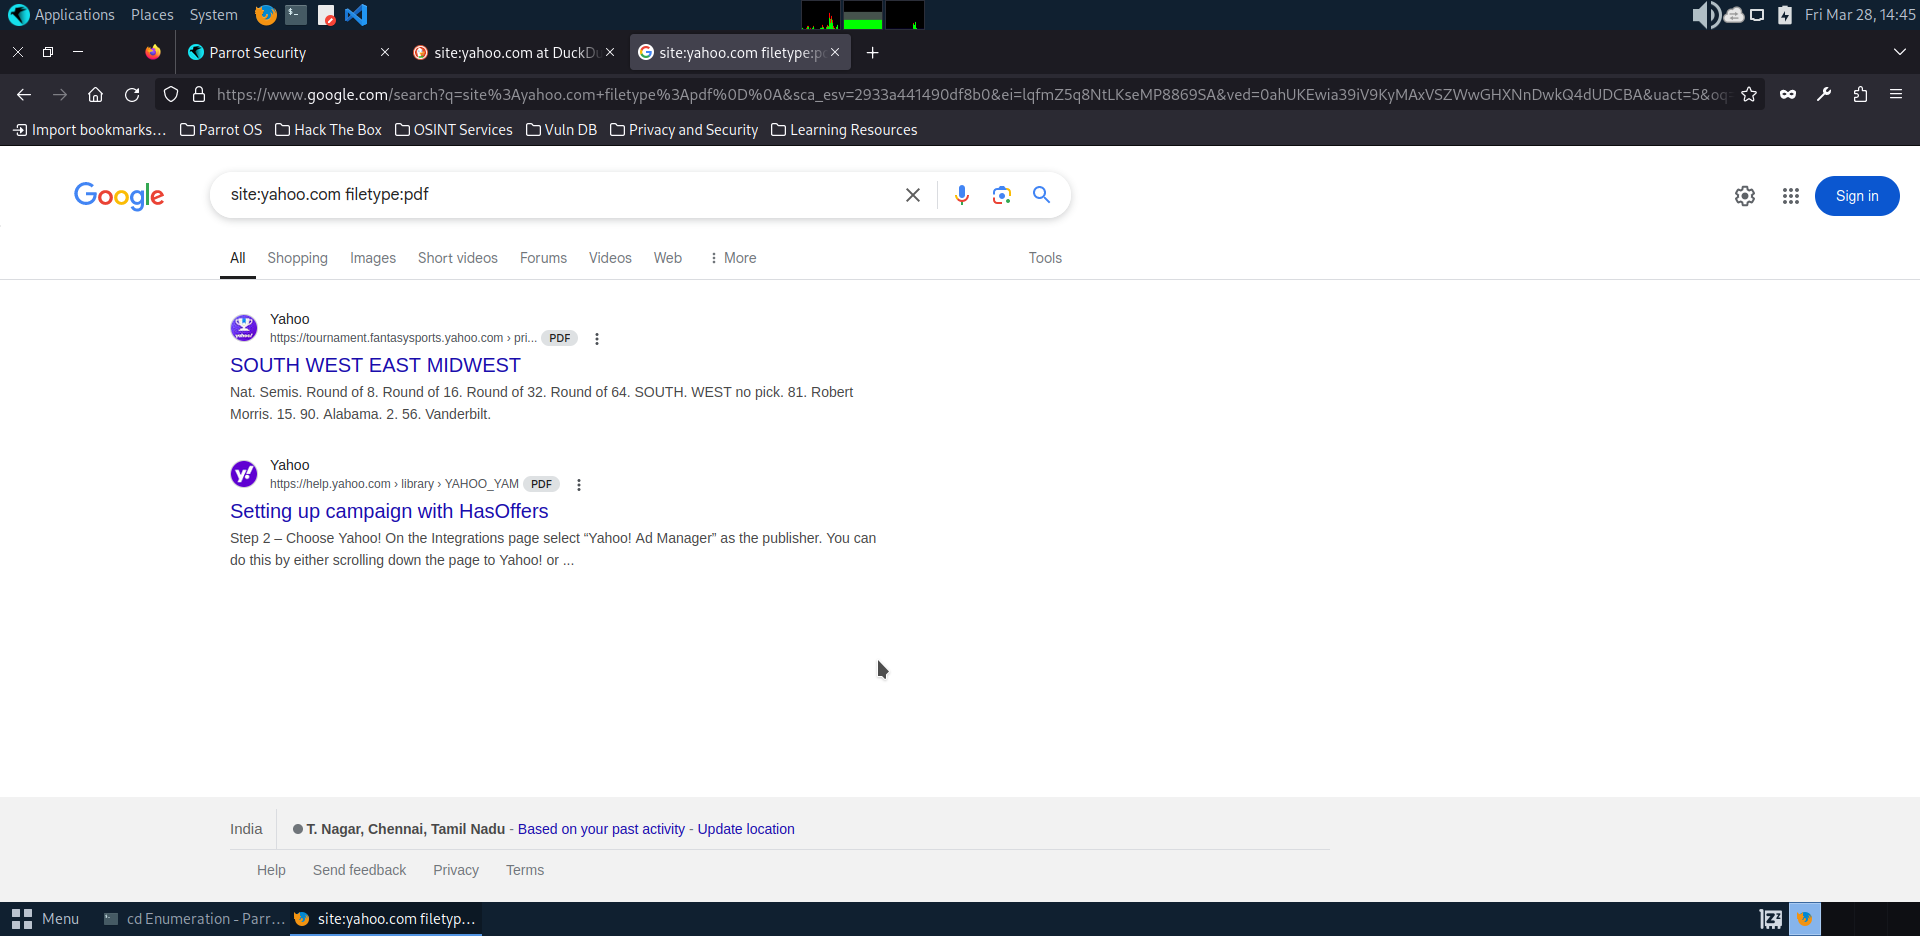 Applications Places System
Fri Mar 28, 14:45
Parrot Security
site:yahoo.com at DuckDu
site:yahoo.com filetype:p
https://www.google.com/search?q=site%3Ayahoo.com+filetype%3Apdf%0D%0A&sca_esv=2933a441490df8b0&ei=lqfmZ5q8NtLKseMP8869SA&ved=0ahUKEwia39iV9KyMAxVSZWwGHXNnDwkQ4dUDCBA&uact=5&oq=
Import bookmarks... Parrot OS Hack The Box OSINT Services Vuln DB Privacy and Security Learning Resources
Google
site:yahoo.com filetype:pdf
Sign in
All Shopping Images Short videos Forums Videos Web More Tools
Yahoo
https://tournament.fantasysports.yahoo.com › pri... PDF
SOUTH WEST EAST MIDWEST
Nat. Semis. Round of 8. Round of 16. Round of 32. Round of 64. SOUTH. WEST no pick. 81. Robert
Morris. 15. 90. Alabama. 2. 56. Vanderbilt.
Yahoo
https://help.yahoo.com › library › YAHOO_YAM PDF
Setting up campaign with HasOffers
Step 2 – Choose Yahoo! On the Integrations page select “Yahoo! Ad Manager” as the publisher. You can
do this by either scrolling down the page to Yahoo! or ...
India
T. Nagar, Chennai, Tamil Nadu - Based on your past activity - Update location
Help Send feedback Privacy Terms
Menu
cd Enumeration - Parr...
site:yahoo.com filetyp...